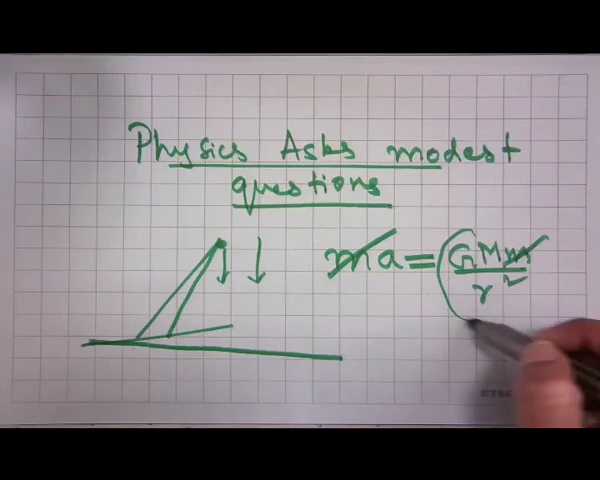 Physics Asks modest
questions
ma = (GMm
r²